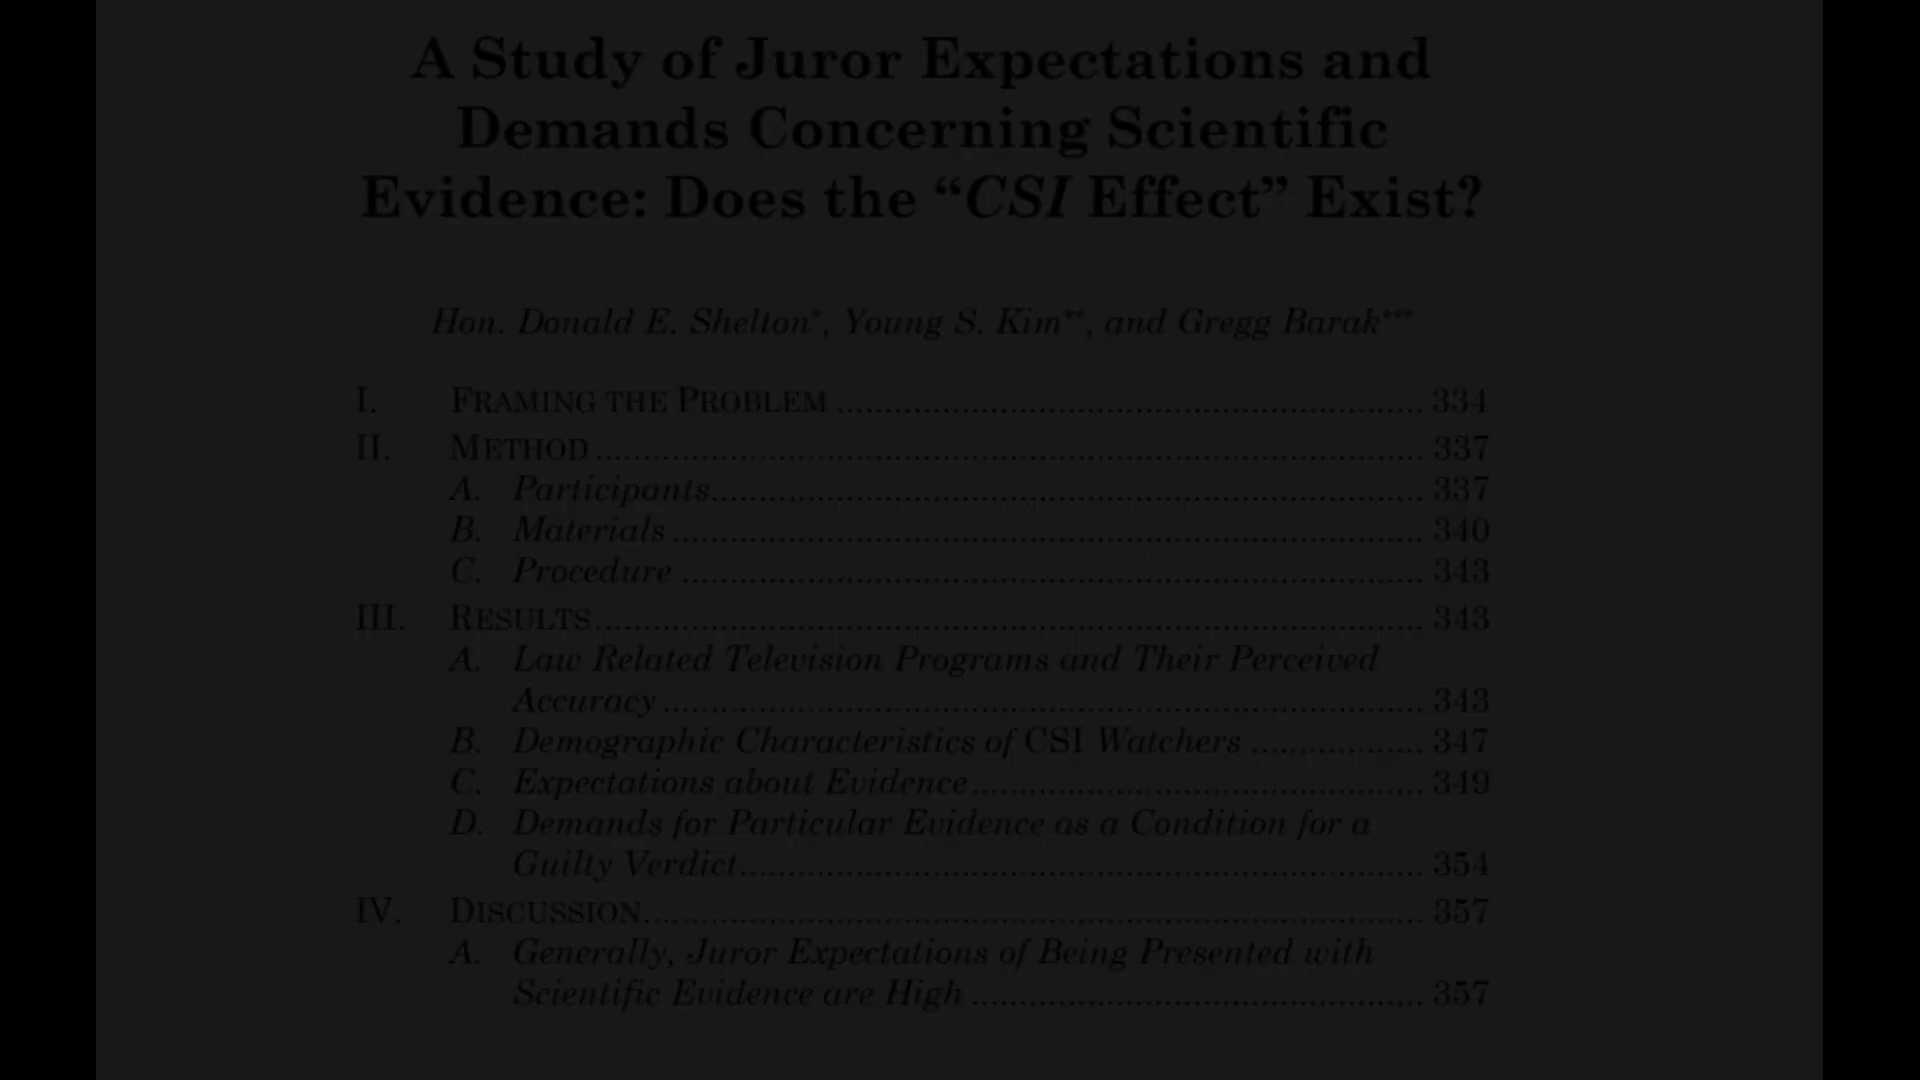 A Study of Juror Expectations and
Demands Concerning Scientific
Evidence: Does the “CSI Effect” Exist?
Hon. Donald E. Shelton*, Young S. Kim**, and Gregg Barak***
I. FRAMING THE PROBLEM ........................................................ 334
II. METHOD ........................................................ 337
A. Participants ........................................................ 337
B. Materials ........................................................ 340
C. Procedure ........................................................ 343
III. RESULTS ........................................................ 343
A. Law Related Television Programs and Their Perceived
Accuracy ........................................................ 343
B. Demographic Characteristics of CSI Watchers ................. 347
C. Expectations about Evidence ........................................ 349
D. Demands for Particular Evidence as a Condition for a
Guilty Verdict ........................................................ 354
IV. DISCUSSION ........................................................ 357
A. Generally, Juror Expectations of Being Presented with
Scientific Evidence are High ........................................ 357